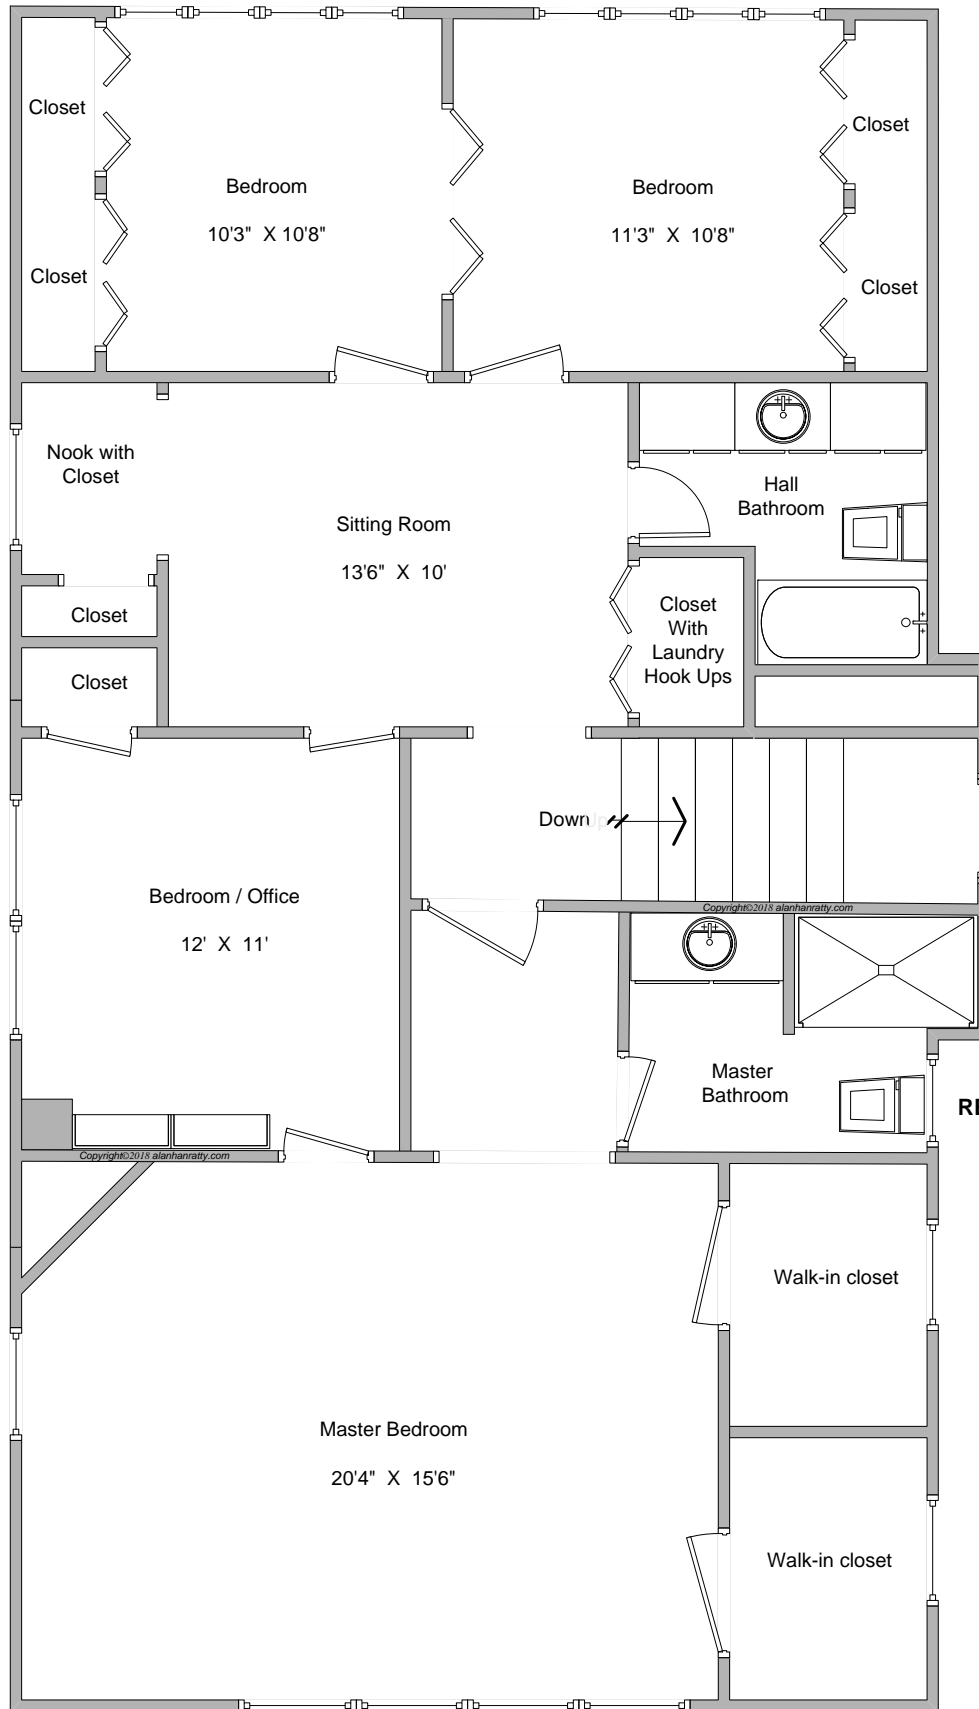 Closet
Closet
Bedroom
10'3" X 10'8"
Bedroom
11'3" X 10'8"
Closet
Closet
Nook with
Closet
Sitting Room
13'6" X 10'
Hall
Bathroom
Closet
Closet
Closet
With
Laundry
Hook Ups
Down
Up
Bedroom / Office
12' X 11'
Copyright©2018 alanhanratty.com
Master
Bathroom
Copyright©2018 alanhanratty.com
Walk-in closet
Master Bedroom
20'4" X 15'6"
Walk-in closet